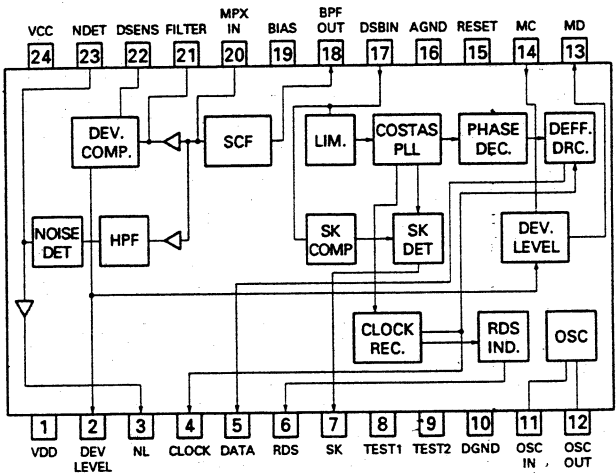 MPX
BPF
VCC NDET DSENS FILTER IN BIAS OUT DSBIN AGND RESET MC MD
24 23 22 21 20 19 18 17 16 15 14 13
DEV.
COMP.
SCF
LIM.
COSTAS
PLL
PHASE
DEC.
DEFF.
DRC.
NOISE
DET
HPF
SK
COMP
SK
DET
DEV.
LEVEL
CLOCK
REC.
RDS
IND.
OSC
1 2 3 4 5 6 7 8 9 10 11 12
VDD DEV NL CLOCK DATA RDS SK TEST1 TEST2 DGND OSC OSC
LEVEL IN OUT